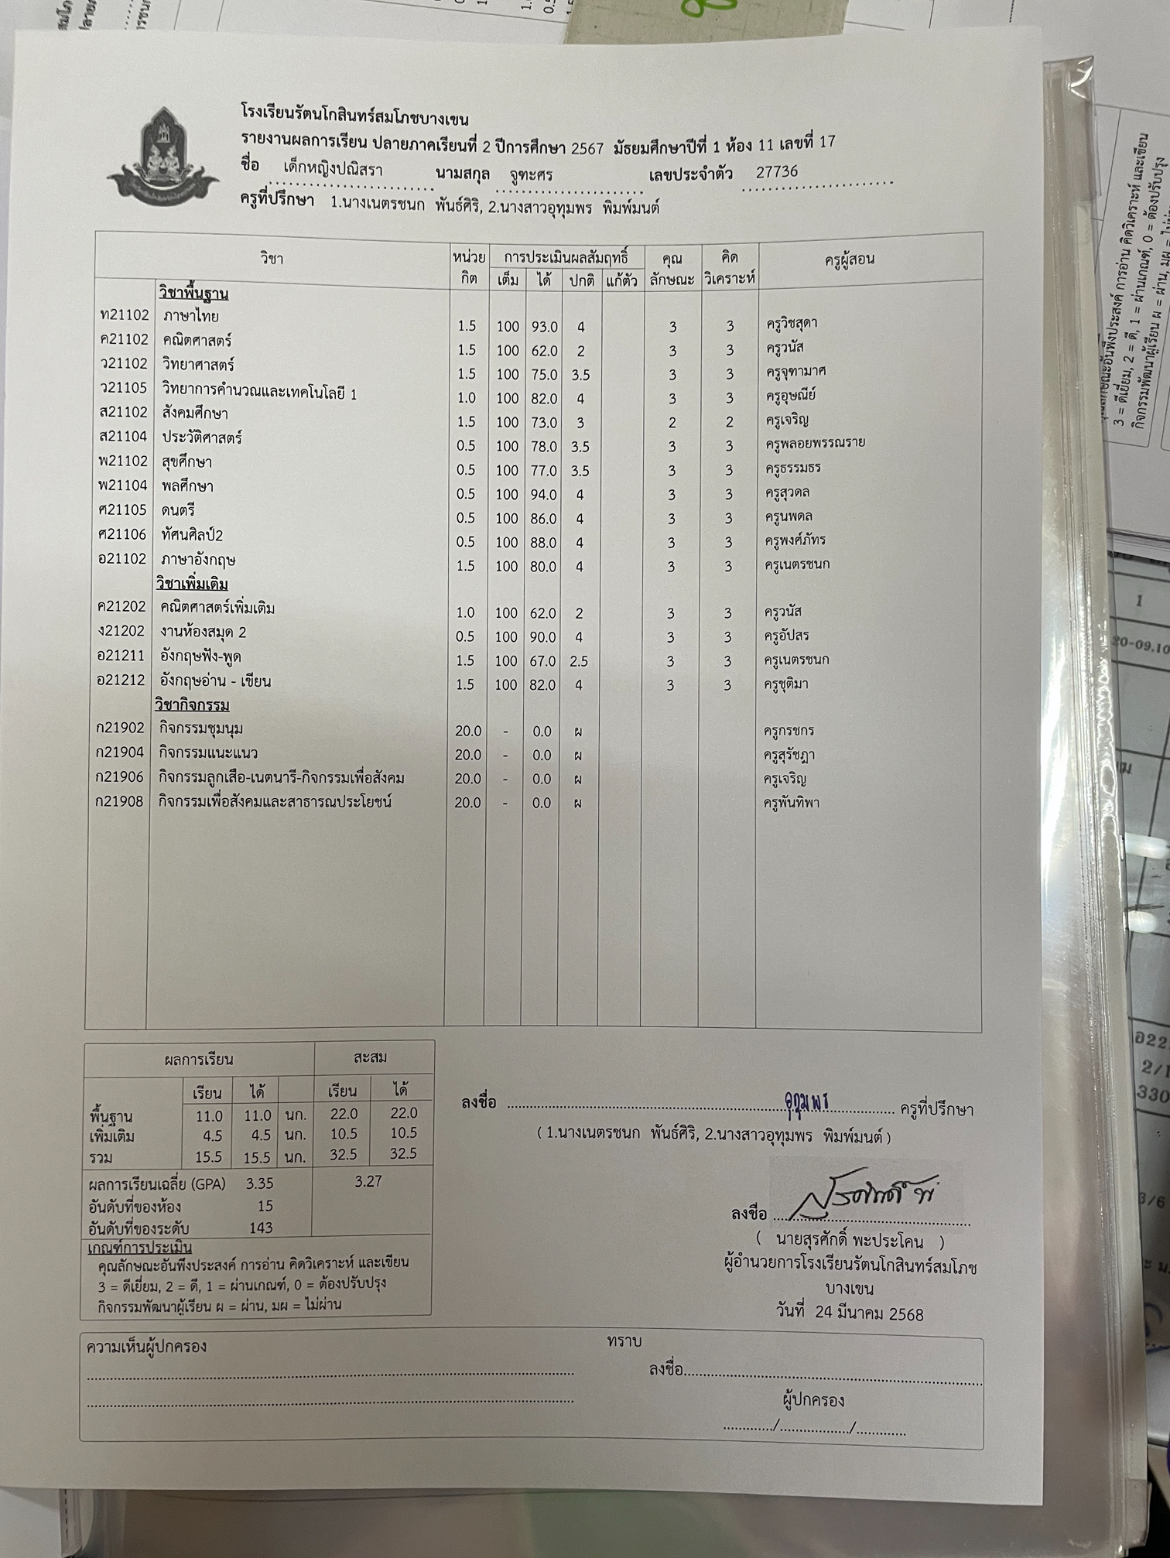 โรงเรียนรัตนโกสินทร์สมโภชบางเขน
รายงานผลการเรียน ปลายภาคเรียนที่ 2 ปีการศึกษา 2567 มัธยมศึกษาปีที่ 1 ห้อง 11 เลขที่ 17
ชื่อ เด็กหญิงปณิสรา นามสกุล จูฑะศร เลขประจำตัว 27736
ครูที่ปรึกษา 1.นางเนตรชนก พันธ์ศิริ, 2.นางสาวอุทุมพร พิมพ์มนต์
วิชา หน่วยกิต การประเมินผลสัมฤทธิ์ คุณลักษณะ คิดวิเคราะห์ ครูผู้สอน
เต็ม ได้ ปกติ แก้ตัว
วิชาพื้นฐาน
ท21102 ภาษาไทย 1.5 100 93.0 4 3 3 ครูวิชสุดา
ค21102 คณิตศาสตร์ 1.5 100 62.0 2 3 3 ครูวนัส
ว21102 วิทยาศาสตร์ 1.5 100 75.0 3.5 3 3 ครูจุฑามาศ
ว21105 วิทยาการคำนวณและเทคโนโลยี 1 1.0 100 82.0 4 3 3 ครูอุษณีย์
ส21102 สังคมศึกษา 1.5 100 73.0 3 2 2 ครูเจริญ
ส21104 ประวัติศาสตร์ 0.5 100 78.0 3.5 3 3 ครูพลอยพรรณราย
พ21102 สุขศึกษา 0.5 100 77.0 3.5 3 3 ครูธรรมธร
พ21104 พลศึกษา 0.5 100 94.0 4 3 3 ครูสุวดล
ศ21105 ดนตรี 0.5 100 86.0 4 3 3 ครูนพดล
ศ21106 ทัศนศิลป์2 0.5 100 88.0 4 3 3 ครูพงศ์ภัทร
อ21102 ภาษาอังกฤษ 1.5 100 80.0 4 3 3 ครูเนตรชนก
วิชาเพิ่มเติม
ค21202 คณิตศาสตร์เพิ่มเติม 1.0 100 62.0 2 3 3 ครูวนัส
ง21202 งานห้องสมุด 2 0.5 100 90.0 4 3 3 ครูอัปสร
อ21211 อังกฤษฟัง-พูด 1.5 100 67.0 2.5 3 3 ครูเนตรชนก
อ21212 อังกฤษอ่าน - เขียน 1.5 100 82.0 4 3 3 ครูชุติมา
วิชากิจกรรม
ก21902 กิจกรรมชุมนุม 20.0 - 0.0 ผ ครูกรชกร
ก21904 กิจกรรมแนะแนว 20.0 - 0.0 ผ ครูสุรัชฎา
ก21906 กิจกรรมลูกเสือ-เนตนารี-กิจกรรมเพื่อสังคม 20.0 - 0.0 ผ ครูเจริญ
ก21908 กิจกรรมเพื่อสังคมและสาธารณประโยชน์ 20.0 - 0.0 ผ ครูพันทิพา
ผลการเรียน สะสม
เรียน ได้ เรียน ได้
พื้นฐาน 11.0 11.0 นก. 22.0 22.0
เพิ่มเติม 4.5 4.5 นก. 10.5 10.5
รวม 15.5 15.5 นก. 32.5 32.5
ผลการเรียนเฉลี่ย (GPA) 3.35 3.27
อันดับที่ของห้อง 15
อันดับที่ของระดับ 143
เกณฑ์การประเมิน
คุณลักษณะอันพึงประสงค์ การอ่าน คิดวิเคราะห์ และเขียน
3 = ดีเยี่ยม, 2 = ดี, 1 = ผ่านเกณฑ์, 0 = ต้องปรับปรุง
กิจกรรมพัฒนาผู้เรียน ผ = ผ่าน, มผ = ไม่ผ่าน
ลงชื่อ อุทุมพร ครูที่ปรึกษา
( 1.นางเนตรชนก พันธ์ศิริ, 2.นางสาวอุทุมพร พิมพ์มนต์ )
ลงชื่อ
( นายสุรศักดิ์ พะประโคน )
ผู้อำนวยการโรงเรียนรัตนโกสินทร์สมโภช
บางเขน
วันที่ 24 มีนาคม 2568
ความเห็นผู้ปกครอง
ทราบ
ลงชื่อ
ผู้ปกครอง